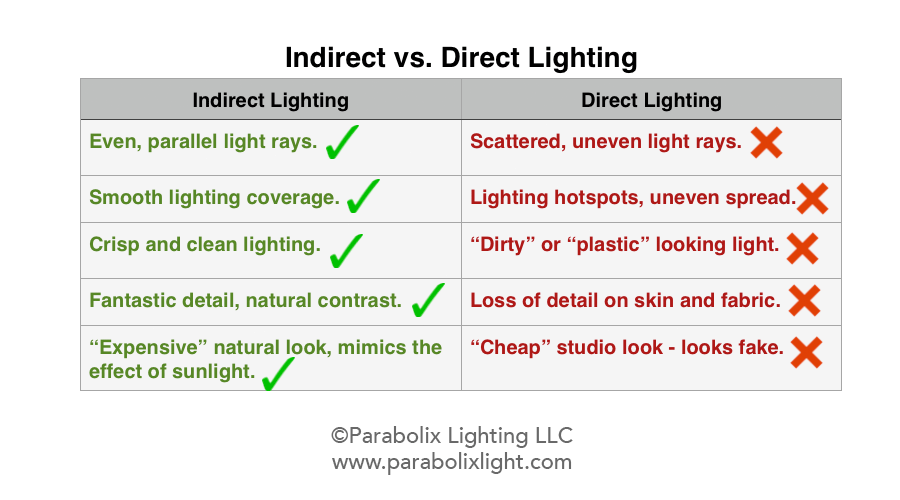 Indirect vs. Direct Lighting
Indirect Lighting
Direct Lighting
Even, parallel light rays.
Scattered, uneven light rays.
Smooth lighting coverage.
Lighting hotspots, uneven spread.
Crisp and clean lighting.
“Dirty” or “plastic” looking light.
Fantastic detail, natural contrast.
Loss of detail on skin and fabric.
“Expensive” natural look, mimics the
effect of sunlight.
“Cheap” studio look - looks fake.
©Parabolix Lighting LLC
www.parabolixlight.com